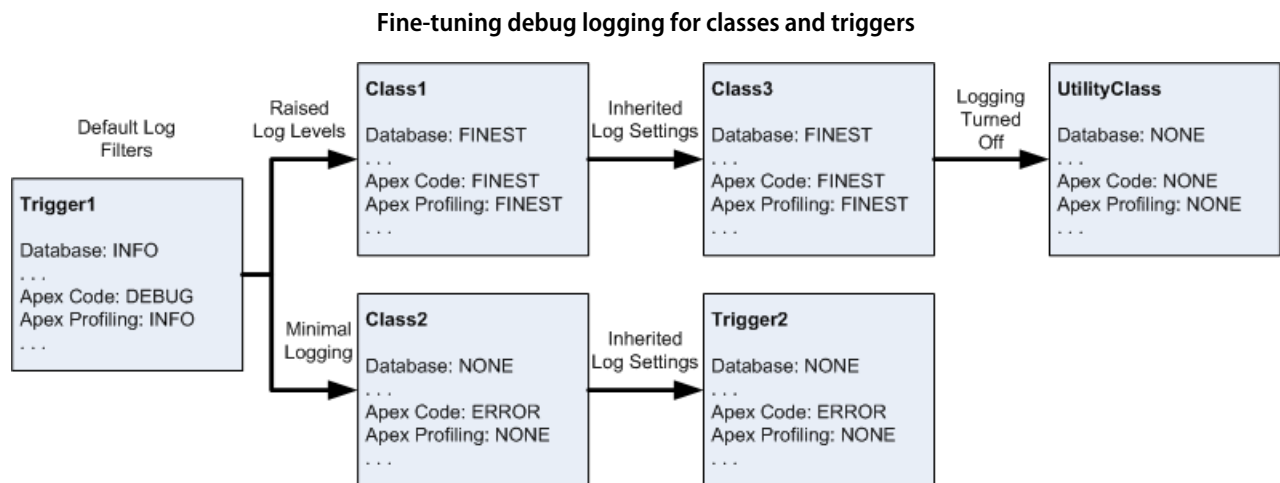 Fine-tuning debug logging for classes and triggers
Default Log
Filters
Trigger1
Database: INFO
. . .
Apex Code: DEBUG
Apex Profiling: INFO
. . .
Raised
Log Levels
Class1
Database: FINEST
. . .
Apex Code: FINEST
Apex Profiling: FINEST
. . .
Inherited
Log Settings
Class3
Database: FINEST
. . .
Apex Code: FINEST
Apex Profiling: FINEST
. . .
Logging
Turned
Off
UtilityClass
Database: NONE
. . .
Apex Code: NONE
Apex Profiling: NONE
. . .
Minimal
Logging
Class2
Database: NONE
. . .
Apex Code: ERROR
Apex Profiling: NONE
. . .
Inherited
Log Settings
Trigger2
Database: NONE
. . .
Apex Code: ERROR
Apex Profiling: NONE
. . .